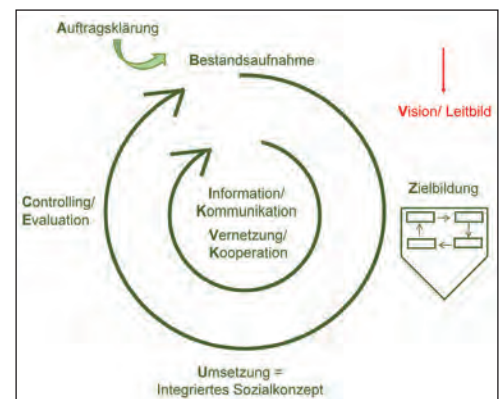 Auftragsklärung
Bestandsaufnahme
Vision/ Leitbild
Zielbildung
Information/
Kommunikation
Vernetzung/
Kooperation
Controlling/
Evaluation
Umsetzung =
Integriertes Sozialkonzept